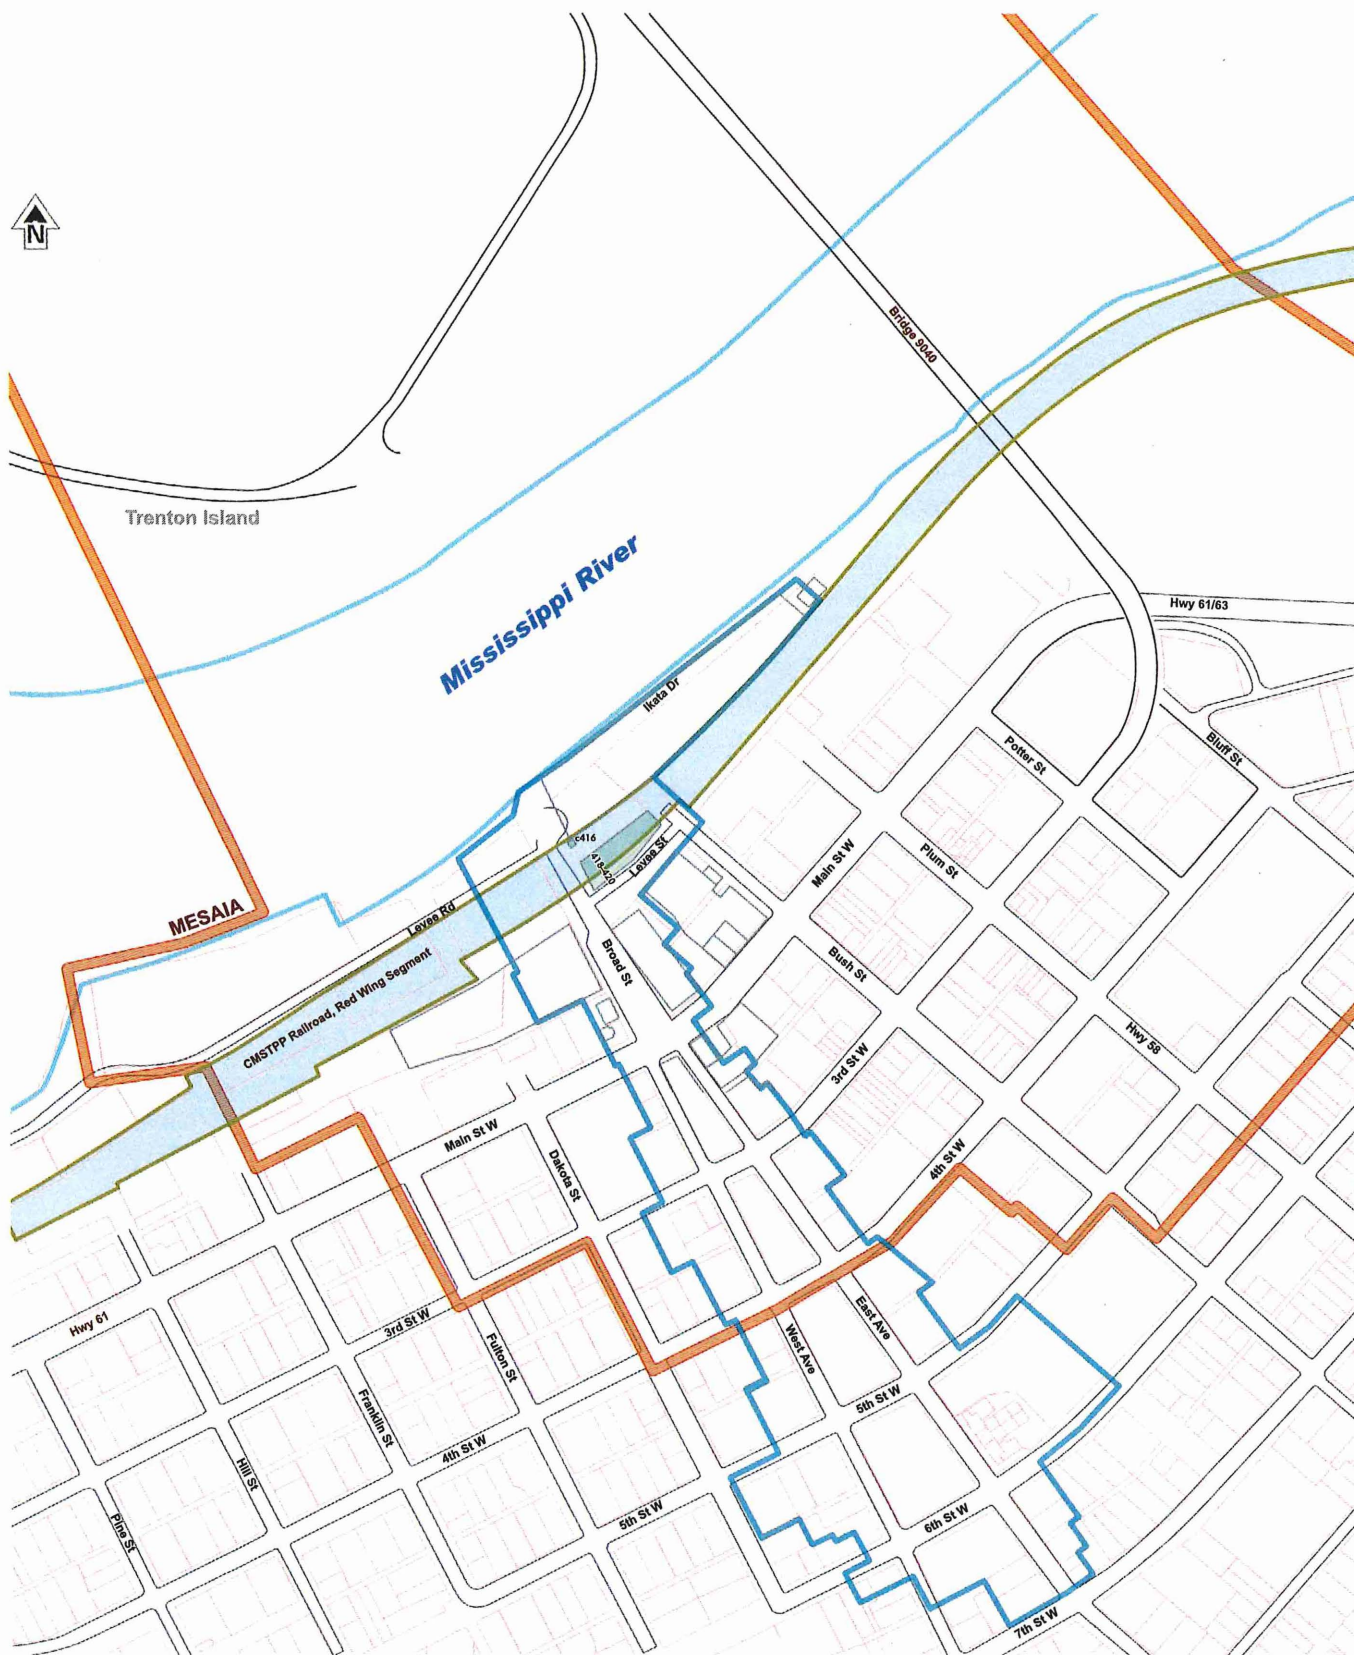 N
Bridge 9040
Trenton Island
Mississippi River
Hwy 61/63
Ikata Dr
Potter St
Bluff St
c416
418-420
Levee St
Main St W
Plum St
MESAIA
Levee Rd
Broad St
Bush St
CMSTPP Railroad, Red Wing Segment
Hwy 58
3rd St W
Main St W
Dakota St
4th St W
Hwy 61
3rd St W
Fulton St
West Ave
East Ave
5th St W
Franklin St
4th St W
Hill St
Pine St
5th St W
6th St W
7th St W